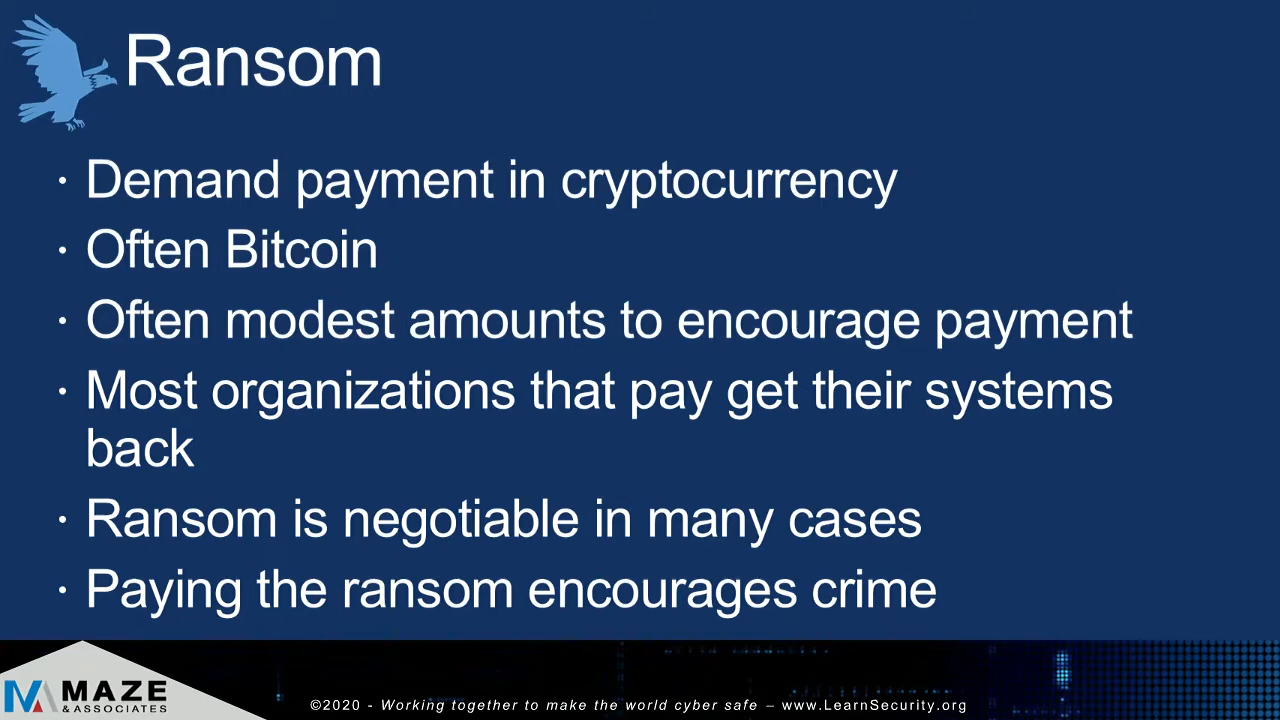 Ransom
· Demand payment in cryptocurrency
· Often Bitcoin
· Often modest amounts to encourage payment
· Most organizations that pay get their systems
back
· Ransom is negotiable in many cases
· Paying the ransom encourages crime
MAZE
& ASSOCIATES
©2020 - Working together to make the world cyber safe – www.LearnSecurity.org